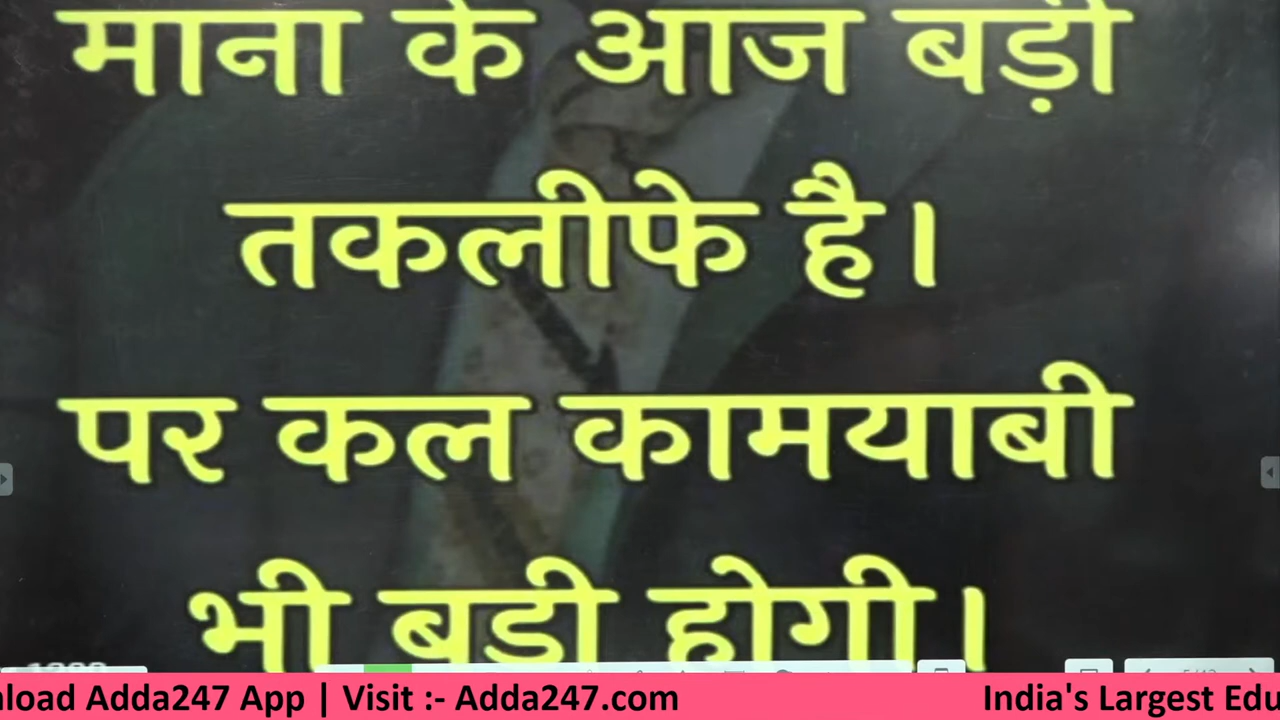 माना के आज बड़ी
तकलीफे है।
पर कल कामयाबी
भी बड़ी होगी।
nload Adda247 App | Visit :- Adda247.com
India's Largest Edu